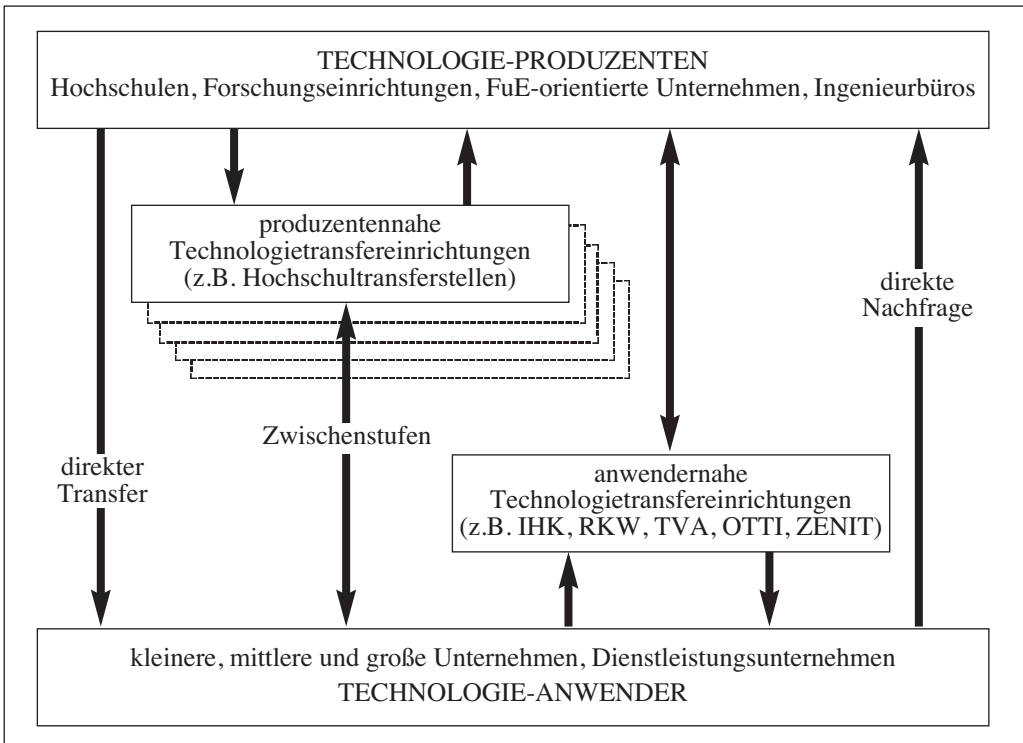 TECHNOLOGIE-PRODUZENTEN
Hochschulen, Forschungseinrichtungen, FuE-orientierte Unternehmen, Ingenieurbüros
produzentennahe
Technologietransfereinrichtungen
(z.B. Hochschultransferstellen)
direkte
Nachfrage
Zwischenstufen
direkter
Transfer
anwendernahe
Technologietransfereinrichtungen
(z.B. IHK, RKW, TVA, OTTI, ZENIT)
kleinere, mittlere und große Unternehmen, Dienstleistungsunternehmen
TECHNOLOGIE-ANWENDER